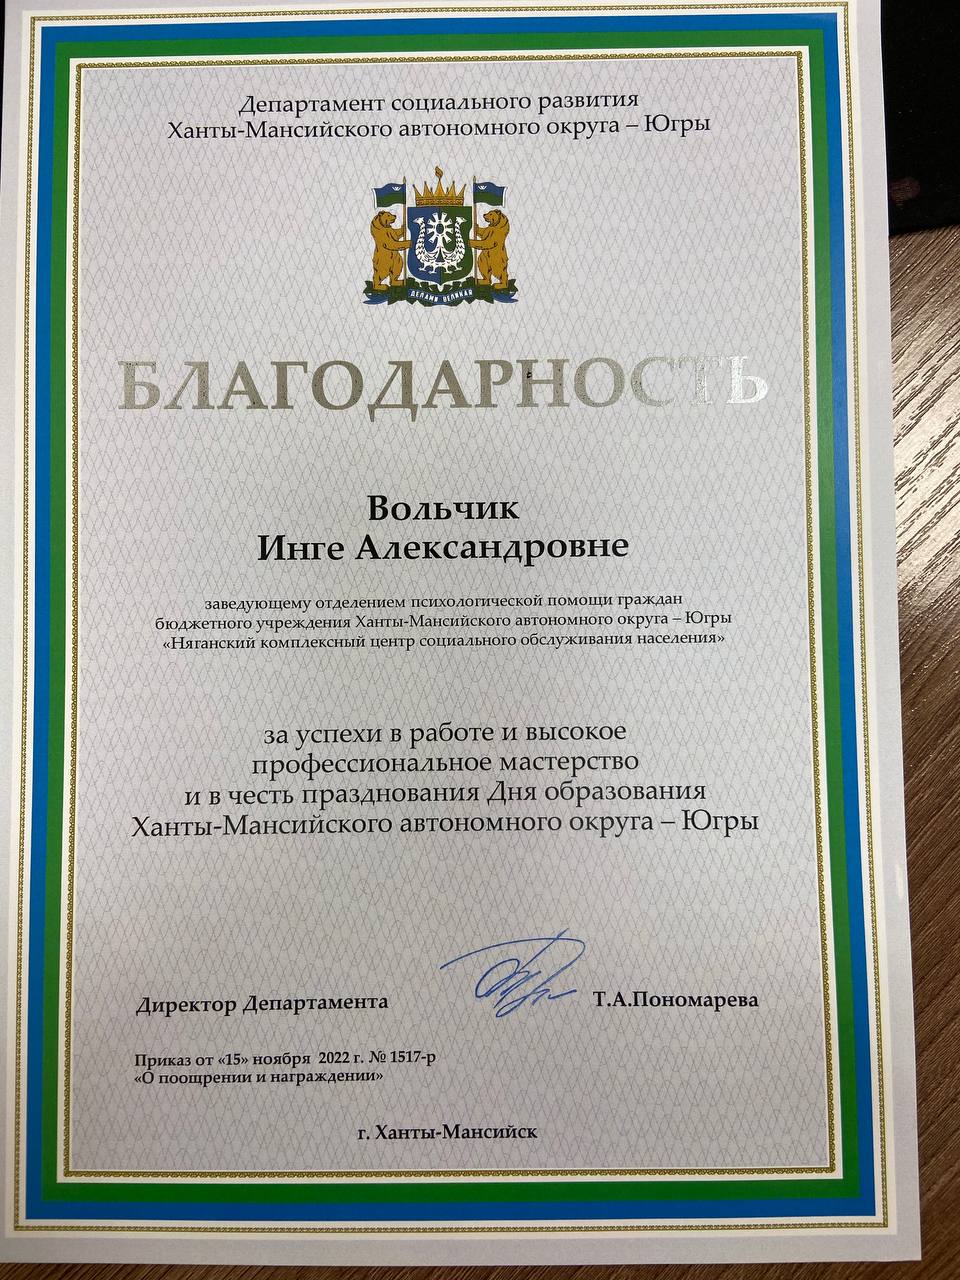 Департамент социального развития
Ханты-Мансийского автономного округа – Югры
ДЕЛАМИ ВЕЛИКАЯ
БЛАГОДАРНОСТЬ
Вольчик
Инге Александровне
заведующему отделением психологической помощи граждан
бюджетного учреждения Ханты-Мансийского автономного округа – Югры
«Няганский комплексный центр социального обслуживания населения»
за успехи в работе и высокое
профессиональное мастерство
и в честь празднования Дня образования
Ханты-Мансийского автономного округа – Югры
Директор Департамента Т.А.Пономарева
Приказ от «15» ноября 2022 г. № 1517-р
«О поощрении и награждении»
г. Ханты-Мансийск